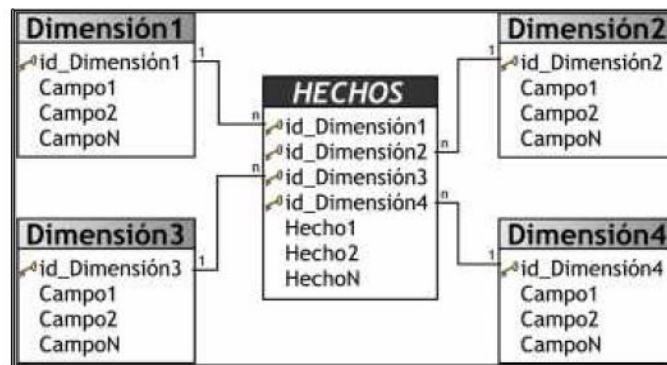 Dimensión1
id_Dimensión1
Campo1
Campo2
CampoN
1
n
HECHOS
id_Dimensión1
id_Dimensión2
id_Dimensión3
id_Dimensión4
Hecho1
Hecho2
HechoN
n
n
n
Dimensión2
1
id_Dimensión2
Campo1
Campo2
CampoN
Dimensión3
id_Dimensión3
1
Campo1
Campo2
CampoN
Dimensión4
1
id_Dimensión4
Campo1
Campo2
CampoN